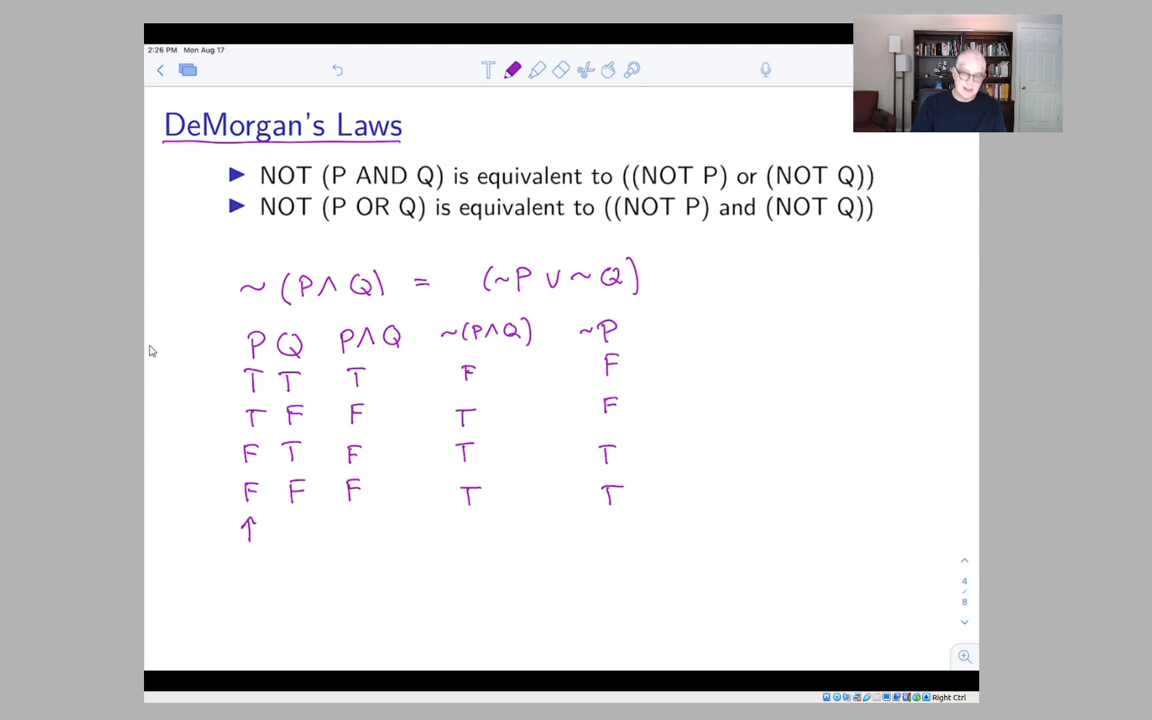 2:26 PM Mon Aug 17
DeMorgan's Laws
NOT (P AND Q) is equivalent to ((NOT P) or (NOT Q))
NOT (P OR Q) is equivalent to ((NOT P) and (NOT Q))
~ (P ∧ Q) = (~P ∨ ~Q)
P Q P∧Q ~(P∧Q) ~P
T T T F F
T F F T F
F T F T T
F F F T T
↑
4
/
8
Right Ctrl